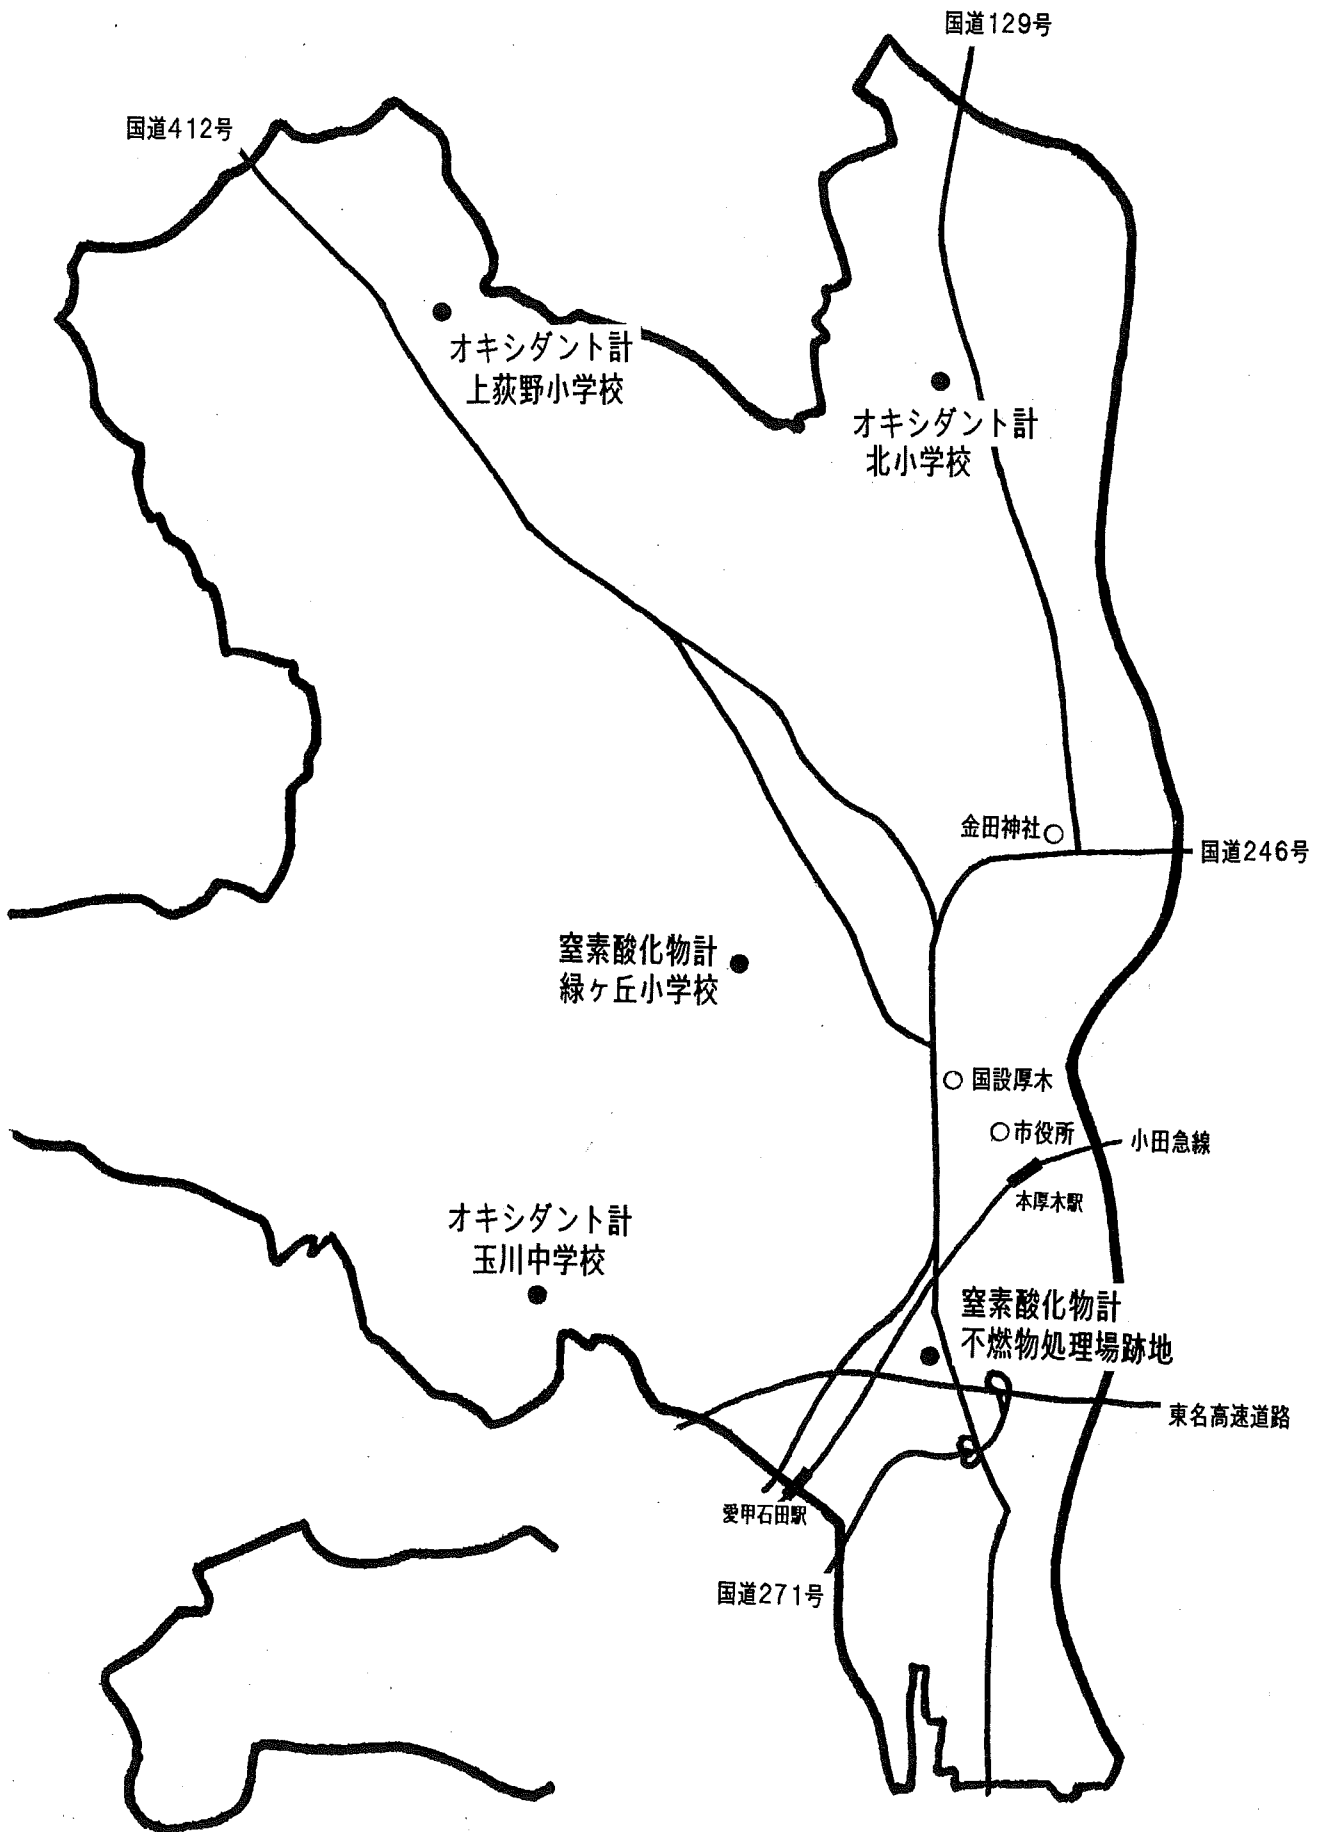 国道129号
国道412号
オキシダント計
上荻野小学校
オキシダント計
北小学校
金田神社
国道246号
窒素酸化物計
緑ヶ丘小学校
国設厚木
市役所
小田急線
本厚木駅
オキシダント計
玉川中学校
窒素酸化物計
不燃物処理場跡地
東名高速道路
愛甲石田駅
国道271号